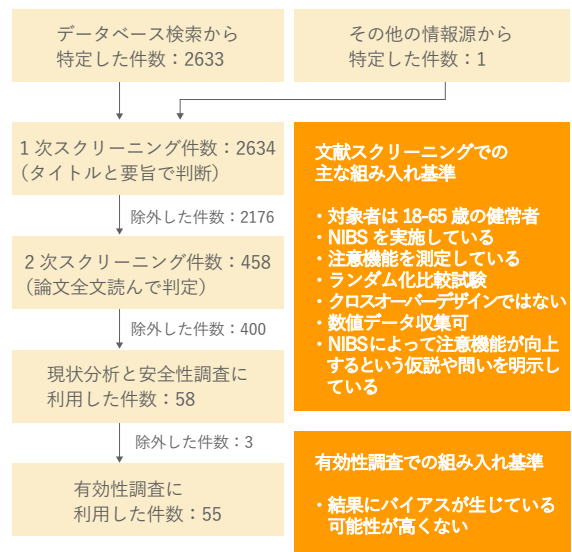 データベース検索から
特定した件数：2633
その他の情報源から
特定した件数：1
1 次スクリーニング件数：2634
（タイトルと要旨で判断）
除外した件数：2176
2 次スクリーニング件数：458
（論文全文読んで判定）
除外した件数：400
現状分析と安全性調査に
利用した件数：58
除外した件数：3
有効性調査に
利用した件数：55
文献スクリーニングでの
主な組み入れ基準
・対象者は 18-65 歳の健常者
・NIBS を実施している
・注意機能を測定している
・ランダム化比較試験
・クロスオーバーデザインではない
・数値データ収集可
・NIBSによって注意機能が向上
するという仮説や問いを明示し
ている
有効性調査での組み入れ基準
・結果にバイアスが生じている
可能性が高くない